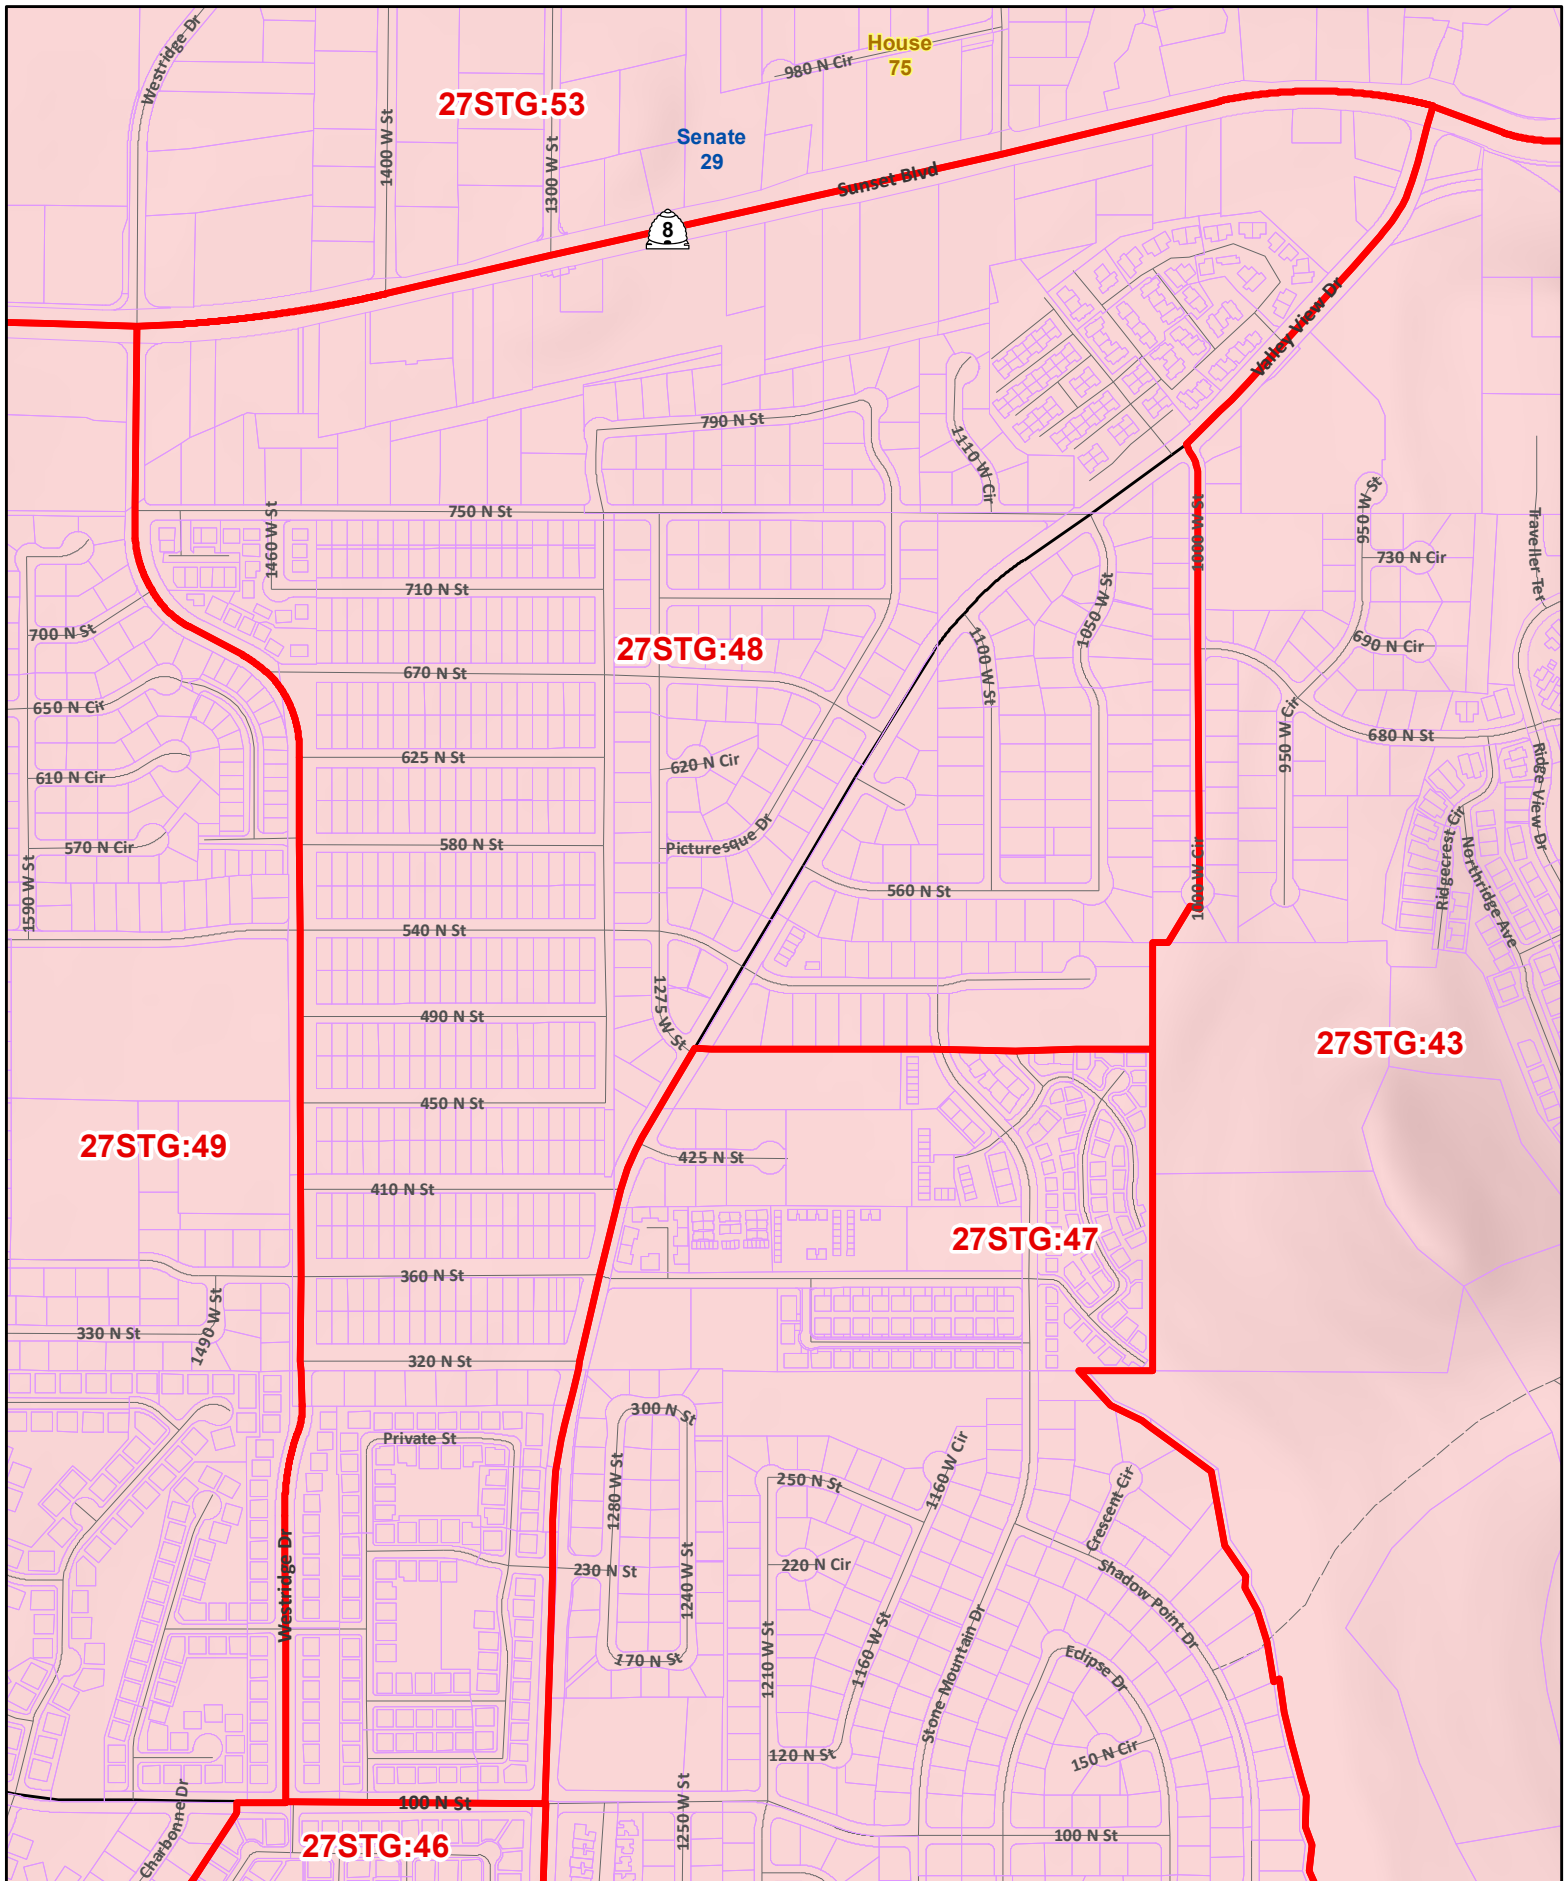 Westridge Dr
House
75
980 N Cir
27STG:53
Senate
29
1400 W St
1300 W St
Sunset Blvd
8
Valley View Dr
790 N St
1110 W Cir
750 N St
1460 W St
1000 W St
950 W St
Traveller Ter
730 N Cir
710 N St
1050 W St
700 N St
27STG:48
1100 W St
690 N Cir
670 N St
650 N Cir
680 N St
950 W Cir
625 N St
620 N Cir
610 N Cir
Ridge View Dr
Picturesque Dr
580 N St
570 N Cir
Ridgecrest Cir
Northridge Ave
1590 W St
560 N St
1000 W Cir
540 N St
1275 W St
490 N St
27STG:43
450 N St
27STG:49
425 N St
410 N St
27STG:47
360 N St
330 N St
1490 W St
320 N St
300 N St
Private St
1280 W St
250 N St
1160 W Cir
Crescent Cir
Westridge Dr
230 N St
1240 W St
220 N Cir
Shadow Point Dr
1210 W St
1160 W St
Stone Mountain Dr
170 N St
Eclipse Dr
120 N St
150 N Cir
100 N St
1250 W St
100 N St
Charbonne Dr
27STG:46